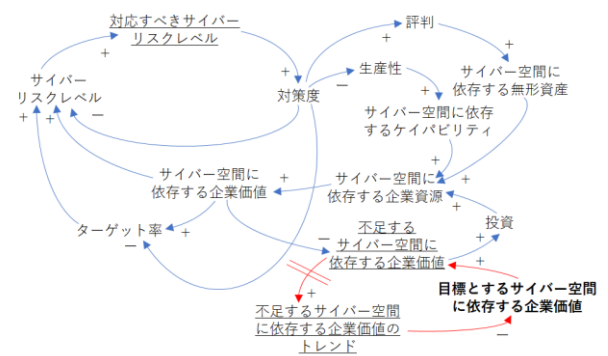 対応すべきサイバー
リスクレベル
+
+
サイバー
リスクレベル
+
+
−
対策度
+
評判
+
−
生産性
+
サイバー空間に
依存する無形資産
サイバー空間に依存
するケイパビリティ
+
+
サイバー空間に
依存する企業価値
+
サイバー空間に
依存する企業資源
+
ターゲット率
−
+
投資
+
+
−
不足する
サイバー空間に
依存する企業価値
+
目標とするサイバー空間
に依存する企業価値
−
+
不足するサイバー空間
に依存する企業価値の
トレンド